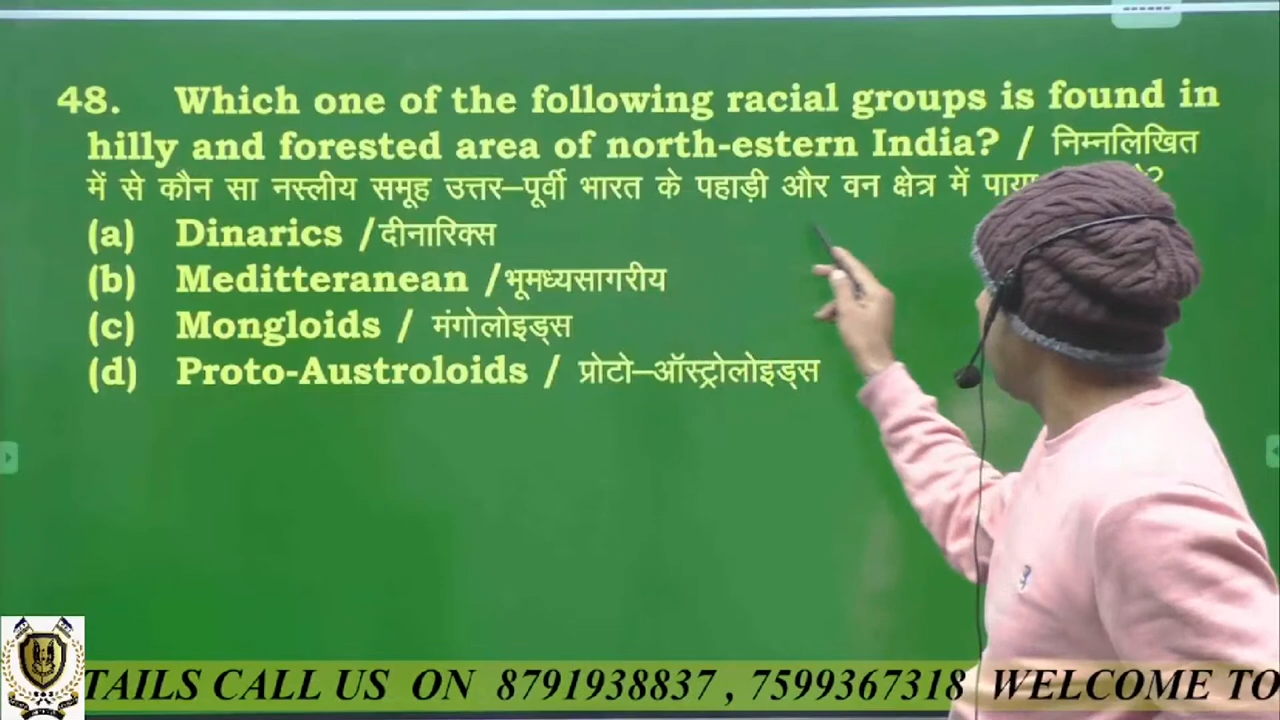 48. Which one of the following racial groups is found in
hilly and forested area of north-estern India? / निम्नलिखित
में से कौन सा नस्लीय समूह उत्तर–पूर्वी भारत के पहाड़ी और वन क्षेत्र में
(a) Dinarics /दीनारिक्स
(b) Meditteranean /भूमध्यसागरीय
(c) Mongloids / मंगोलोइड्स
(d) Proto-Austroloids / प्रोटो–ऑस्ट्रोलोइड्स
TAILS CALL US ON 8791938837 , 7599367318 WELCOME TO